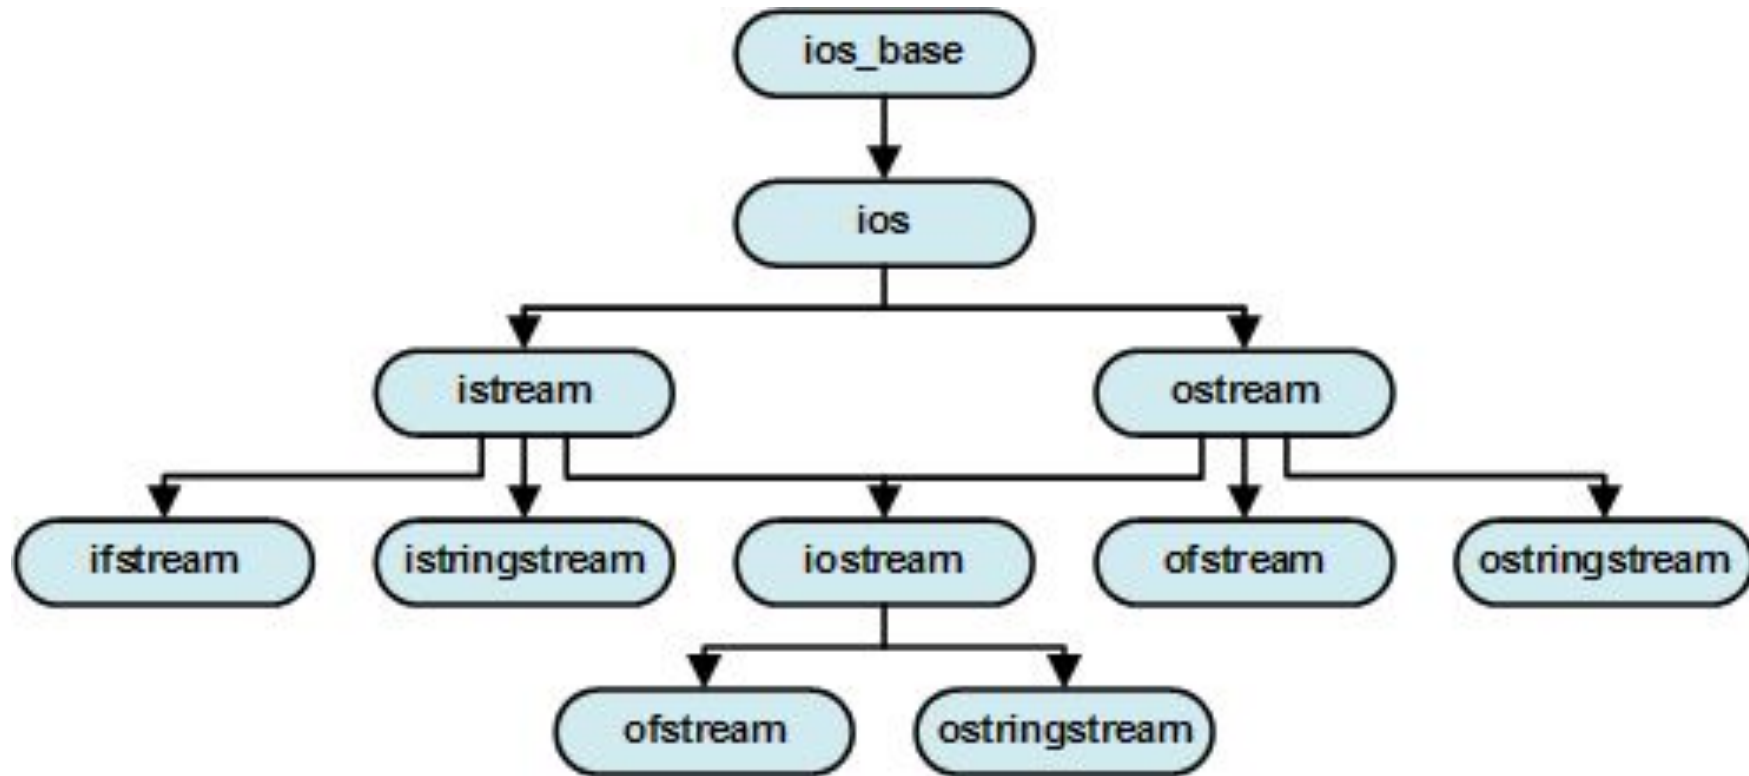 ios_base
ios
istream
ostream
ifstream
istringstream
iostream
ofstream
ostringstream
ofstream
ostringstream